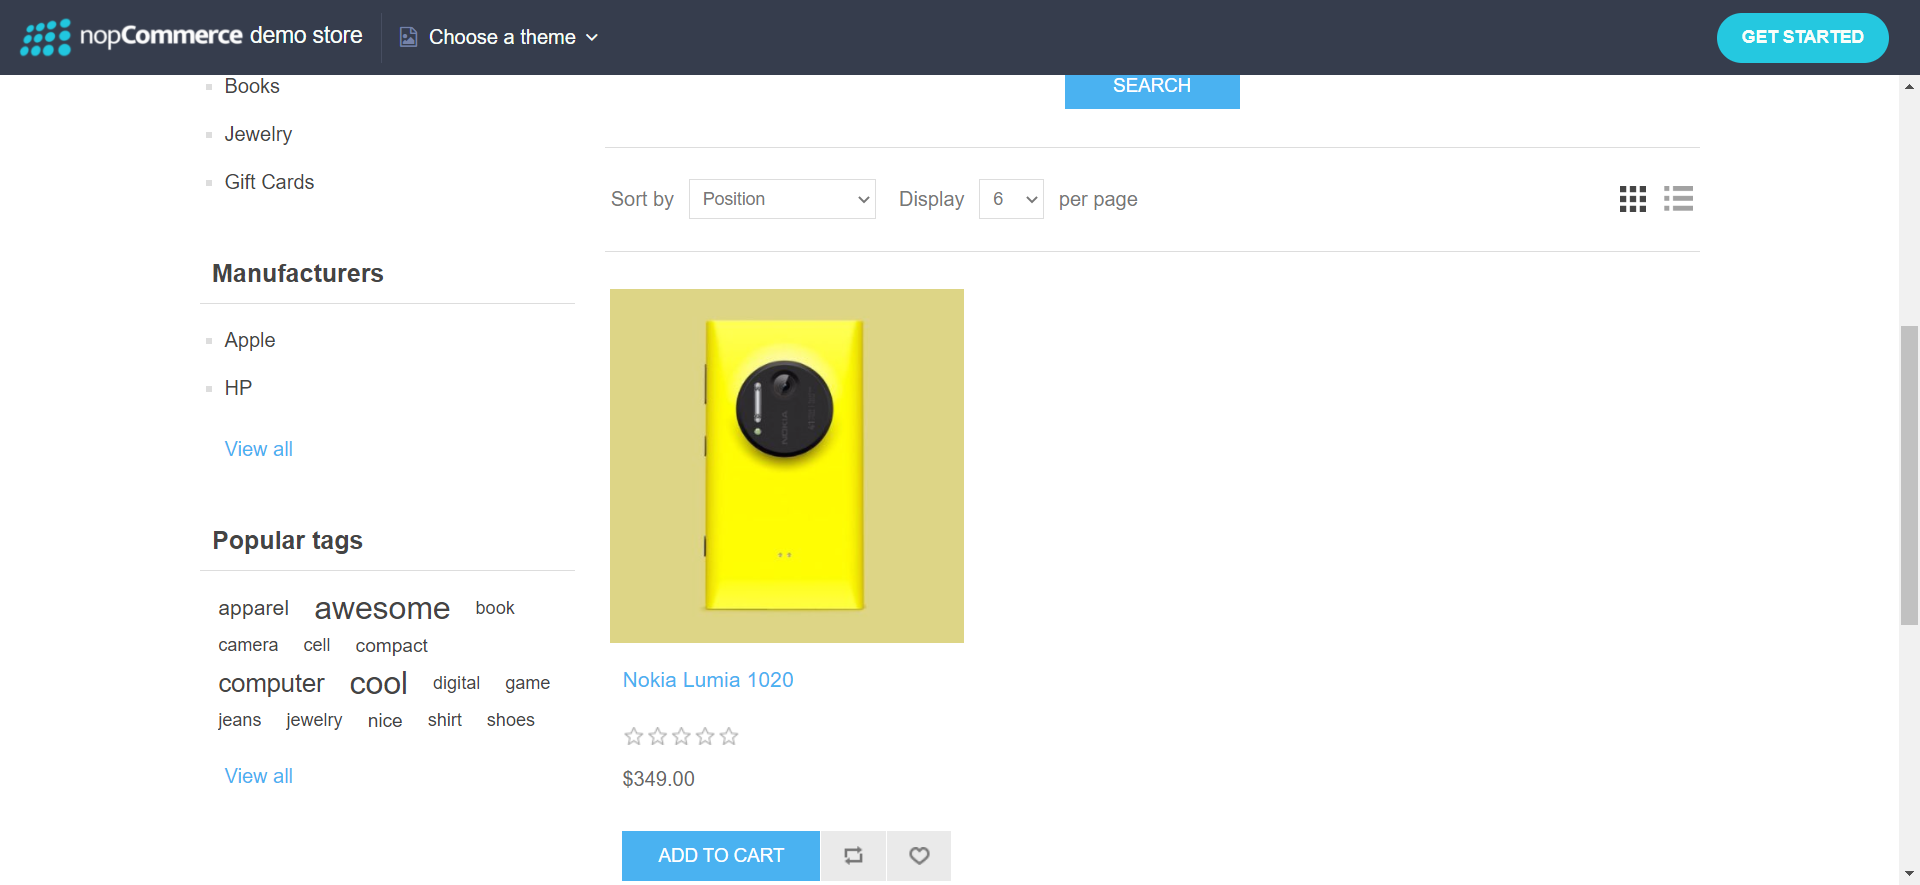 nopCommerce demo store
Choose a theme
GET STARTED
Books
Jewelry
Gift Cards
Manufacturers
Apple
HP
View all
Popular tags
apparel awesome book
camera cell compact
computer cool digital game
jeans jewelry nice shirt shoes
View all
SEARCH
Sort by Position Display 6 per page
NOKIA
Nokia Lumia 1020
$349.00
ADD TO CART